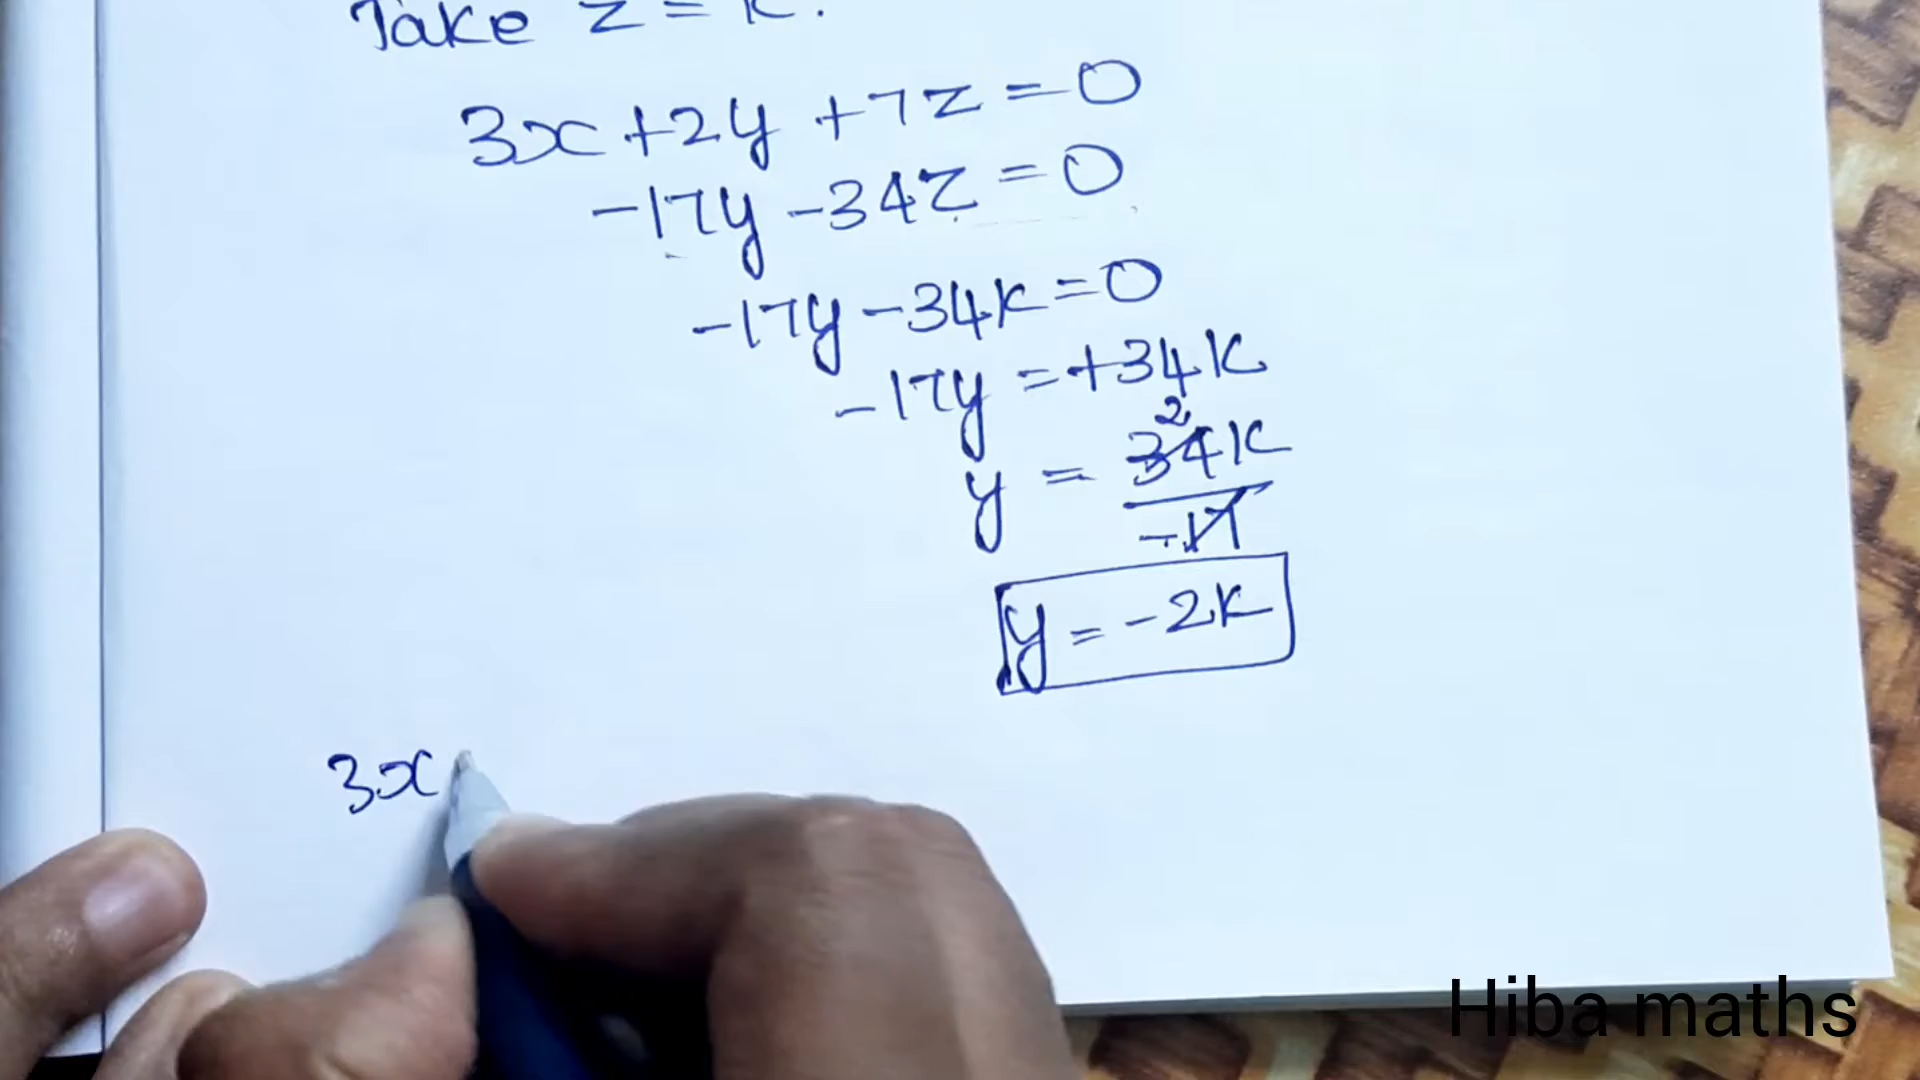 Take z = k.
3x + 2y + 7z = 0
-17y - 34z = 0
-17y - 34k = 0
-17y = +34k
2
y = 34k
-17
y = -2k
3x
Hiba maths